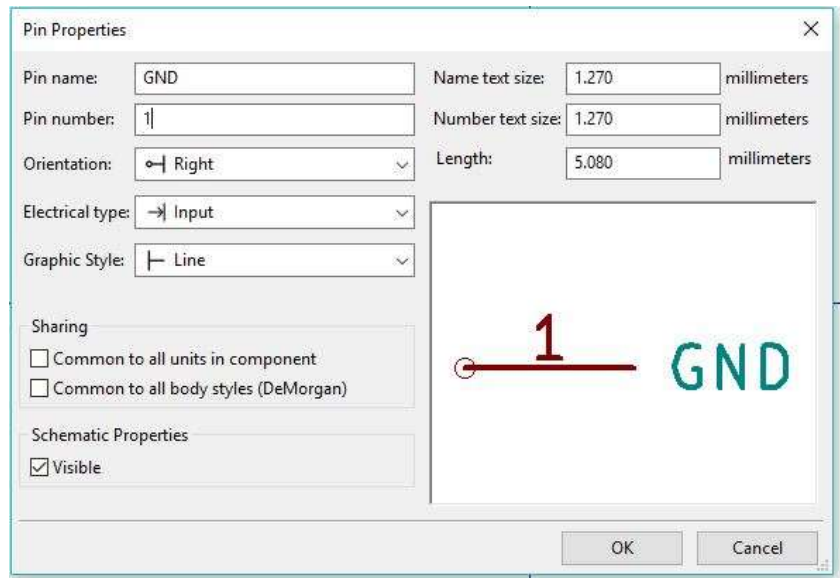 Pin Properties
Pin name: GND
Name text size: 1.270 millimeters
Pin number: 1
Number text size: 1.270 millimeters
Orientation: Right
Length: 5.080 millimeters
Electrical type: Input
Graphic Style: Line
Sharing
Common to all units in component
Common to all body styles (DeMorgan)
Schematic Properties
Visible
1
GND
OK
Cancel